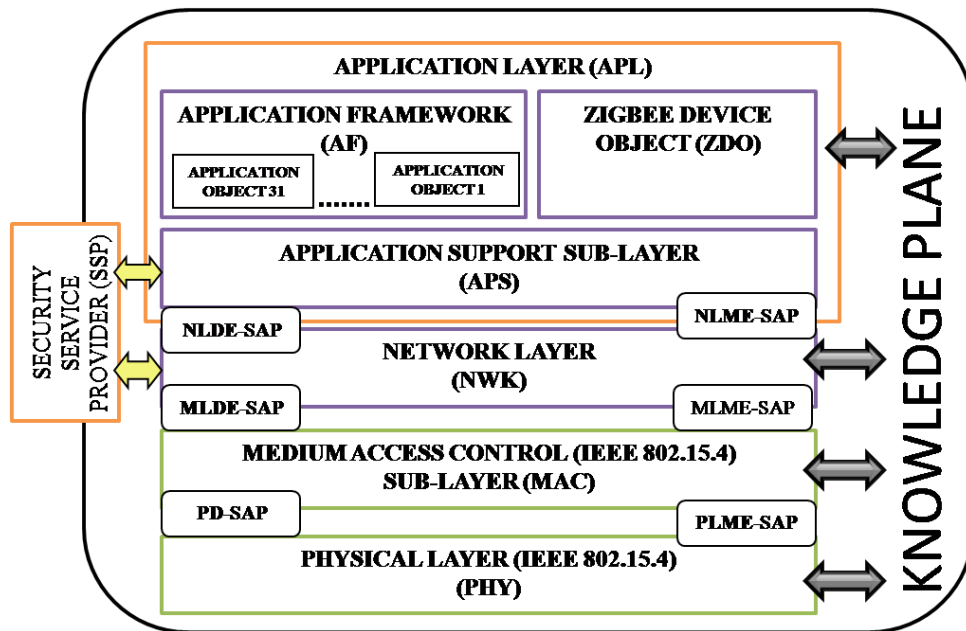 APPLICATION LAYER (APL)
APPLICATION FRAMEWORK
(AF)
APPLICATION
OBJECT 31
.......
APPLICATION
OBJECT 1
ZIGBEE DEVICE
OBJECT (ZDO)
APPLICATION SUPPORT SUB-LAYER
(APS)
NLDE-SAP
NLME-SAP
NETWORK LAYER
(NWK)
MLDE-SAP
MLME-SAP
MEDIUM ACCESS CONTROL (IEEE 802.15.4)
SUB-LAYER (MAC)
PD-SAP
PLME-SAP
PHYSICAL LAYER (IEEE 802.15.4)
(PHY)
SECURITY
SERVICE
PROVIDER (SSP)
KNOWLEDGE PLANE